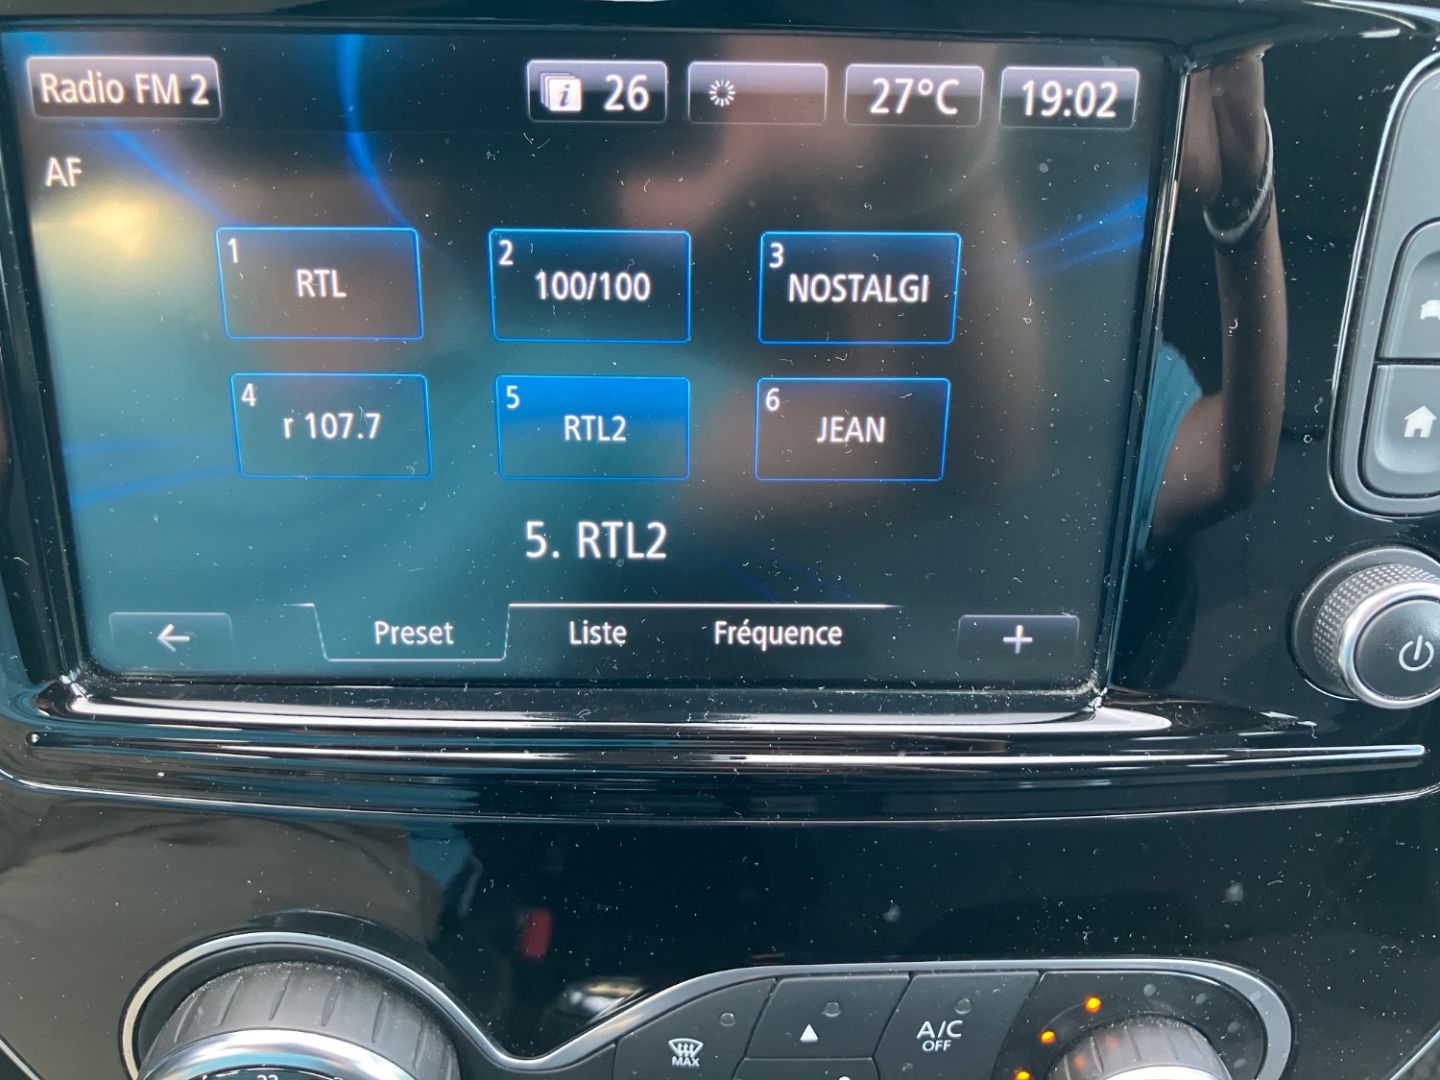 Radio FM 2
i 26
27°C
19:02
AF
1 RTL
2 100/100
3 NOSTALGI
4 r 107.7
5 RTL2
6 JEAN
5. RTL2
Preset
Liste
Fréquence
MAX
A/C
OFF
22